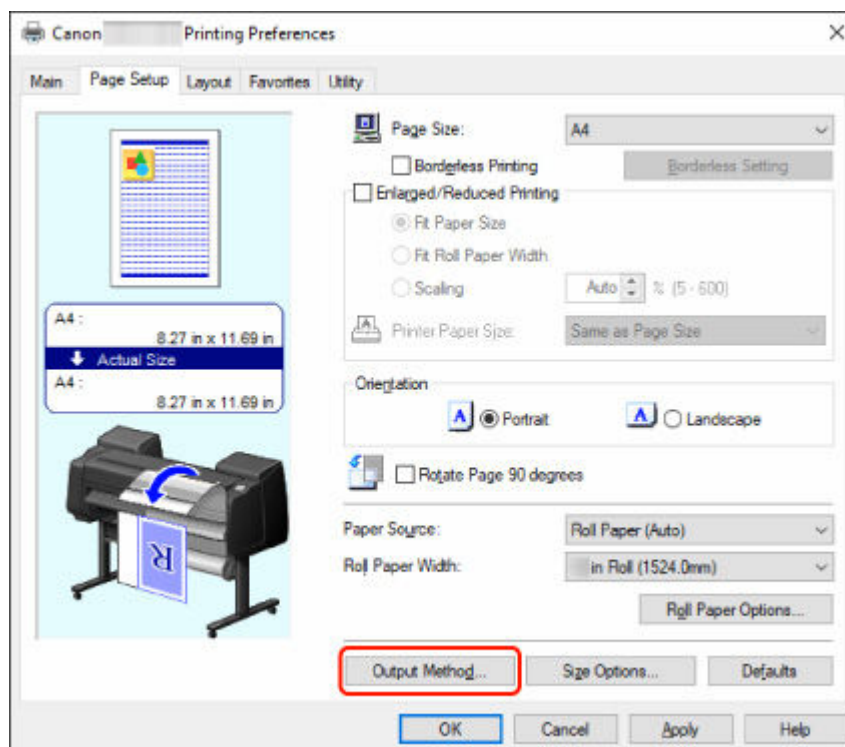 Canon Printing Preferences
Main Page Setup Layout Favorites Utility
Page Size: A4
Borderless Printing Borderless Setting
Enlarged/Reduced Printing
Fit Paper Size
Fit Roll Paper Width
Scaling Auto % (5 - 600)
Printer Paper Size: Same as Page Size
A4 :
8.27 in x 11.69 in
Actual Size
A4 :
8.27 in x 11.69 in
Orientation
A Portrait A Landscape
Rotate Page 90 degrees
R
Paper Source: Roll Paper (Auto)
Roll Paper Width: in Roll (1524.0mm)
Roll Paper Options...
Output Method... Size Options... Defaults
OK Cancel Apply Help